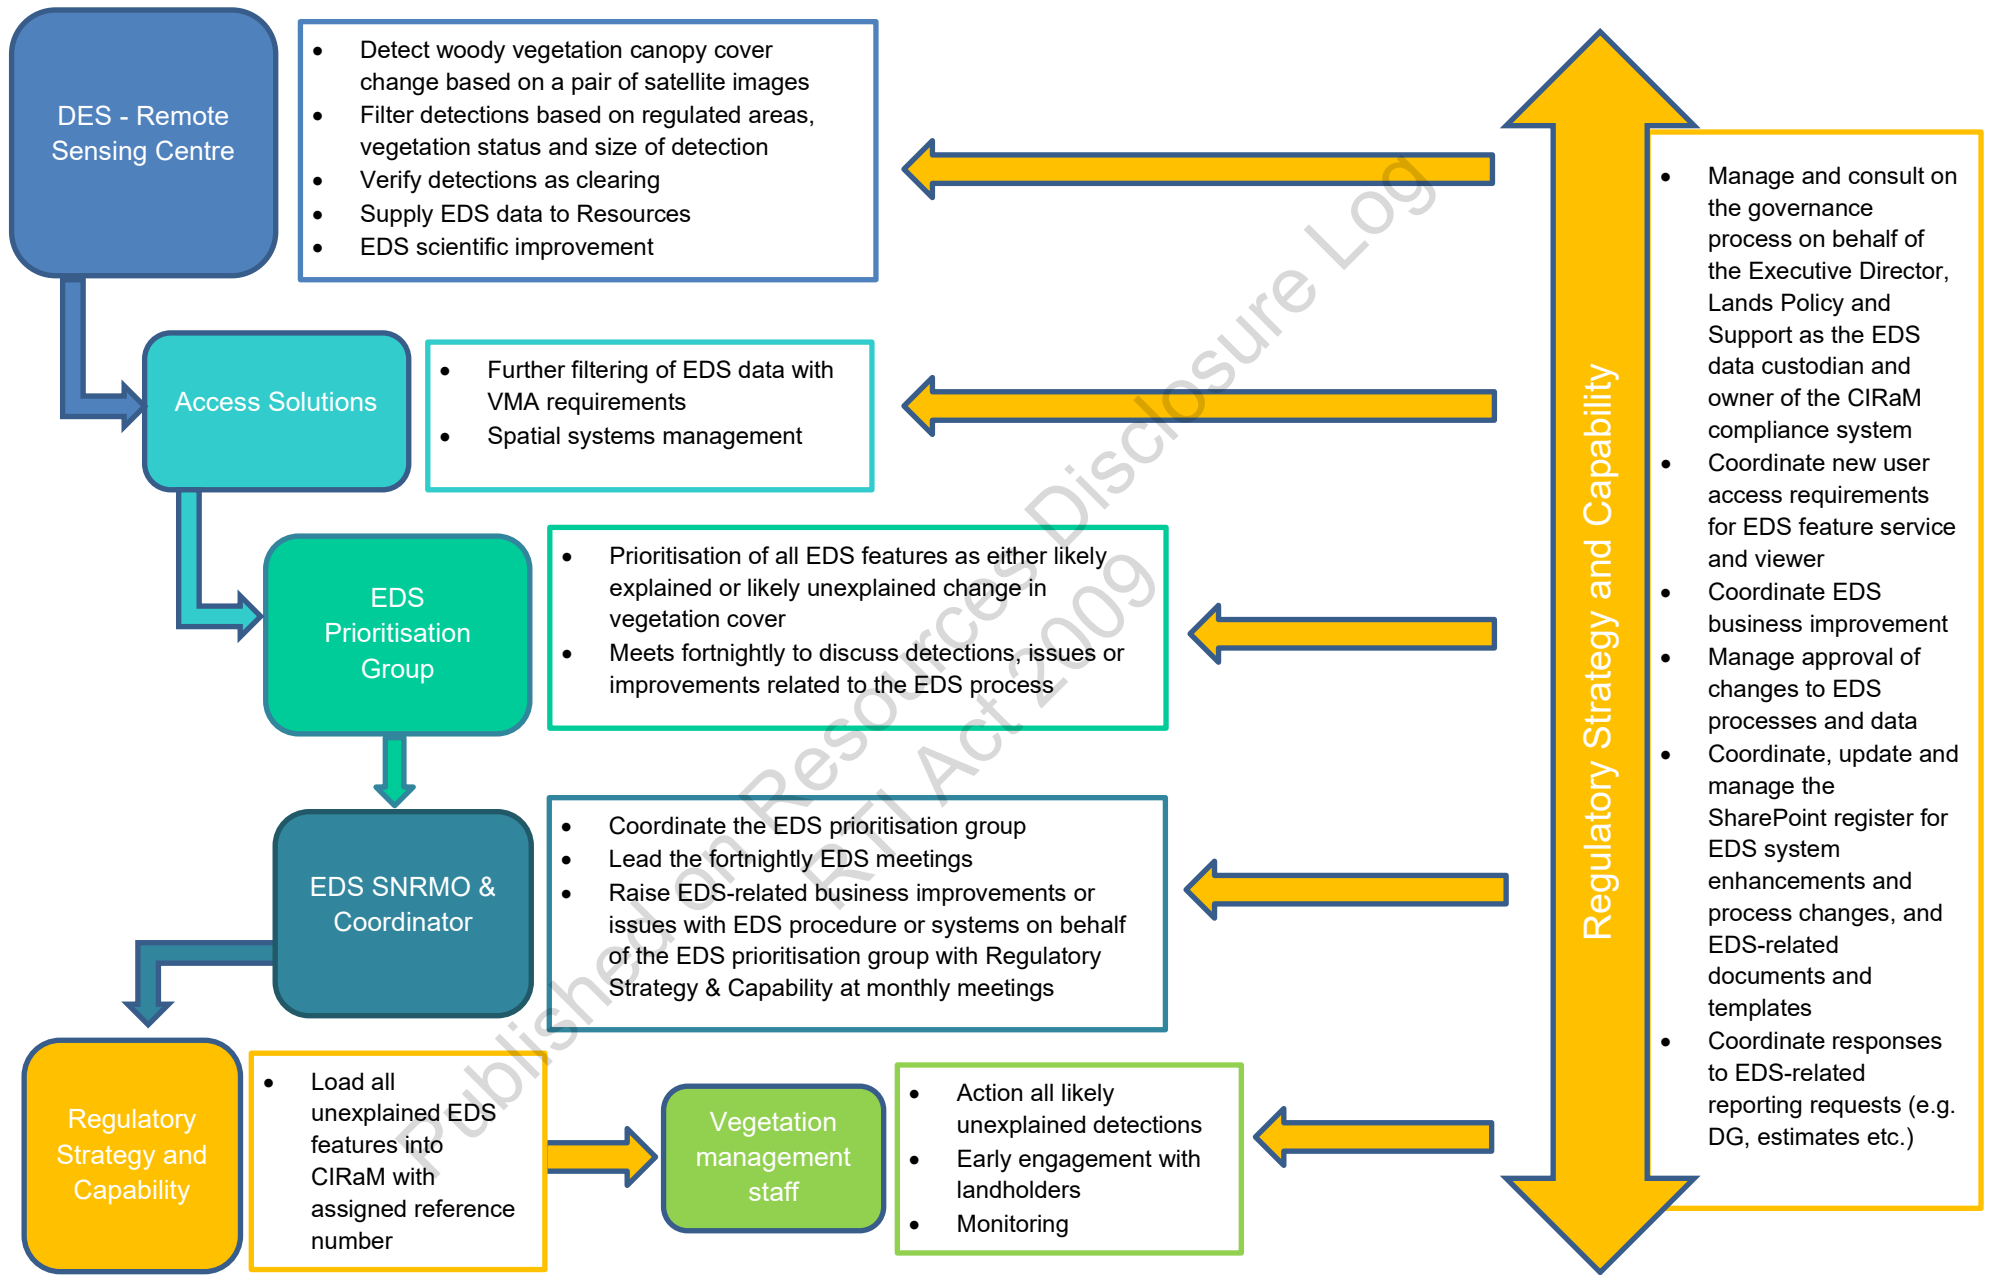 DES - Remote
Sensing Centre
• Detect woody vegetation canopy cover
change based on a pair of satellite images
• Filter detections based on regulated areas,
vegetation status and size of detection
• Verify detections as clearing
• Supply EDS data to Resources
• EDS scientific improvement
Access Solutions
• Further filtering of EDS data with
VMA requirements
• Spatial systems management
EDS
Prioritisation
Group
• Prioritisation of all EDS features as either likely
explained or likely unexplained change in
vegetation cover
• Meets fortnightly to discuss detections, issues or
improvements related to the EDS process
EDS SNRMO &
Coordinator
• Coordinate the EDS prioritisation group
• Lead the fortnightly EDS meetings
• Raise EDS-related business improvements or
issues with EDS procedure or systems on behalf
of the EDS prioritisation group with Regulatory
Strategy & Capability at monthly meetings
Regulatory
Strategy and
Capability
• Load all
unexplained EDS
features into
CIRaM with
assigned reference
number
Vegetation
management
staff
• Action all likely
unexplained detections
• Early engagement with
landholders
• Monitoring
Regulatory Strategy and Capability
• Manage and consult on
the governance
process on behalf of
the Executive Director,
Lands Policy and
Support as the EDS
data custodian and
owner of the CIRaM
compliance system
• Coordinate new user
access requirements
for EDS feature service
and viewer
• Coordinate EDS
business improvement
• Manage approval of
changes to EDS
processes and data
• Coordinate, update and
manage the
SharePoint register for
EDS system
enhancements and
process changes, and
EDS-related
documents and
templates
• Coordinate responses
to EDS-related
reporting requests (e.g.
DG, estimates etc.)
Published on Resources Disclosure Log
RTI Act 2009